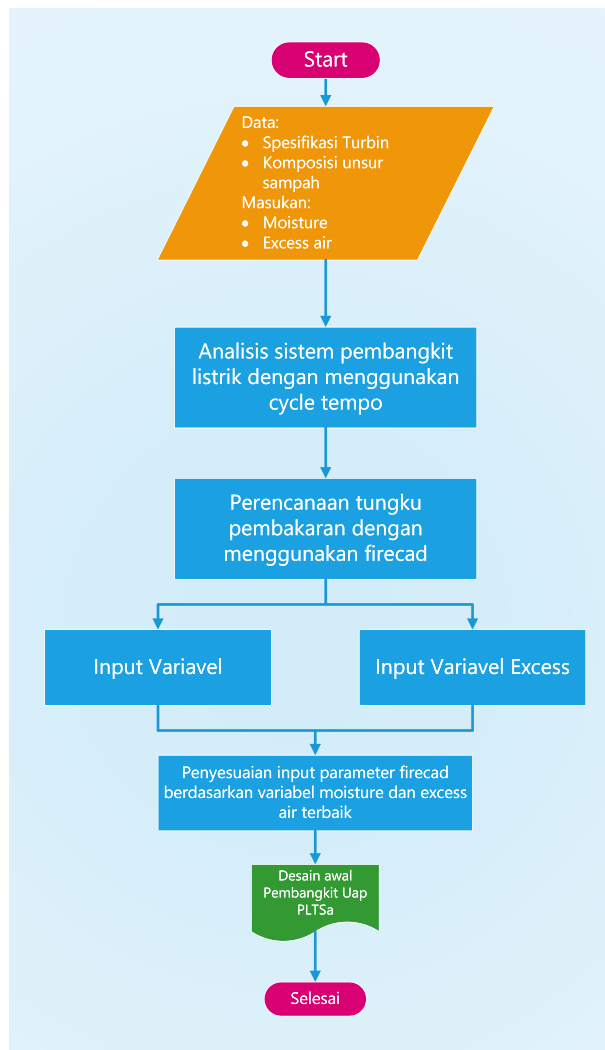 Start
Data:
• Spesifikasi Turbin
• Komposisi unsur
sampah
Masukan:
• Moisture
• Excess air
Analisis sistem pembangkit
listrik dengan menggunakan
cycle tempo
Perencanaan tungku
pembakaran dengan
menggunakan firecad
Input Variavel
Input Variavel Excess
Penyesuaian input parameter firecad
berdasarkan variabel moisture dan excess
air terbaik
Desain awal
Pembangkit Uap
PLTSa
Selesai